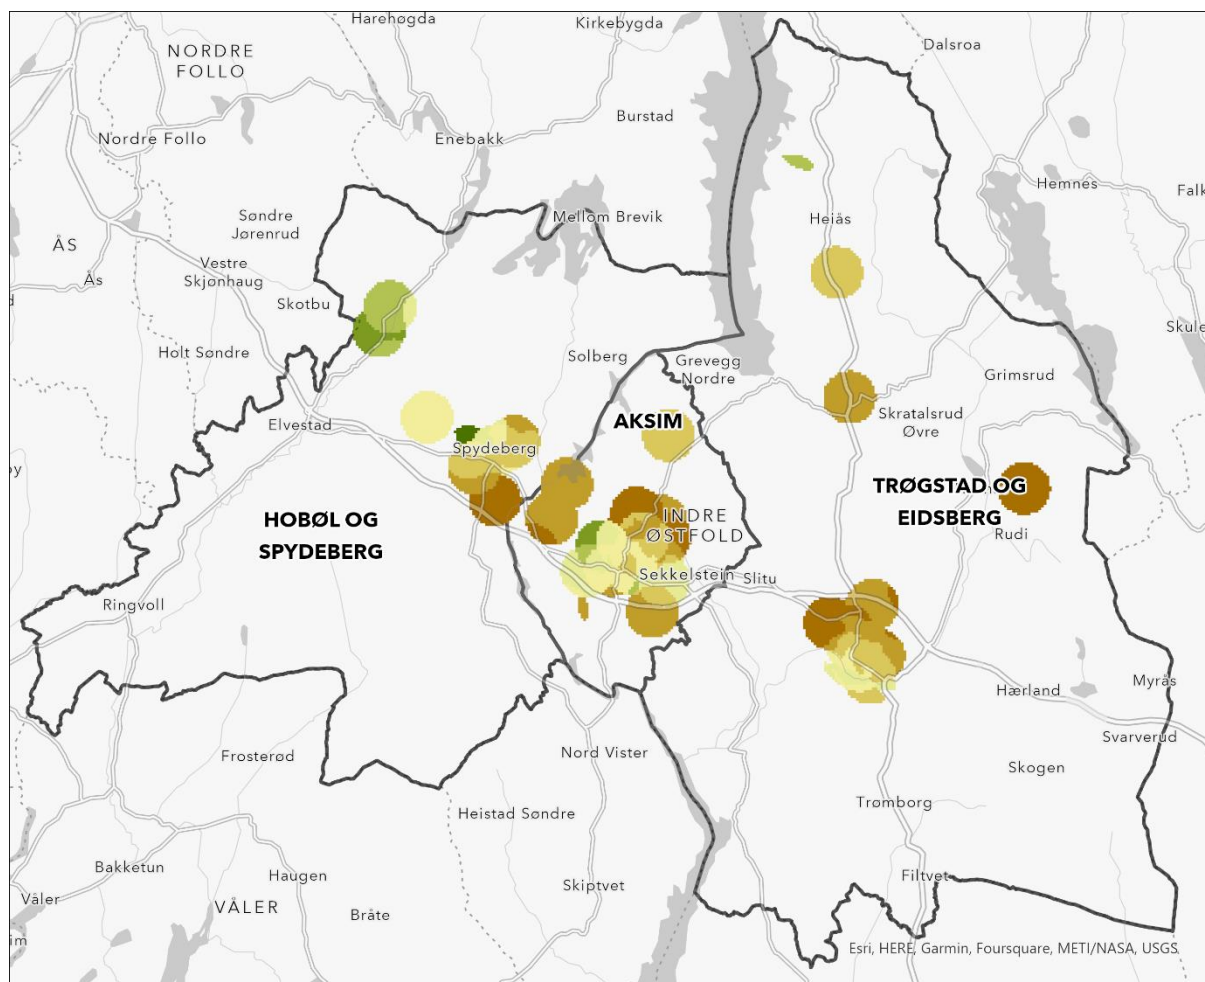 Harehøgda
Kirkebygda
NORDRE
FOLLO
Dalsroa
Burstad
Nordre Follo
Enebakk
Hemnes
Falk
Søndre
Jørenrud
Mellom Brevik
Heiås
ÅS
Vestre
Skjønhaug
Ås
Skotbu
Skule
Holt Søndre
Solberg
Grevegg
Nordre
Grimsrud
Elvestad
AKSIM
Skratalsrud
Øvre
Spydeberg
TRØGSTAD OG
EIDSBERG
HOBØL OG
SPYDEBERG
INDRE
ØSTFOLD
Rudi
Sekkelstein
Slitu
Ringvoll
Myrås
Hærland
Svarverud
Frosterød
Nord Vister
Skogen
Trømborg
Heistad Søndre
Bakketun
Haugen
Filtvet
Skiptvet
Våler
VÅLER
Bråte
im
Esri, HERE, Garmin, Foursquare, METI/NASA, USGS